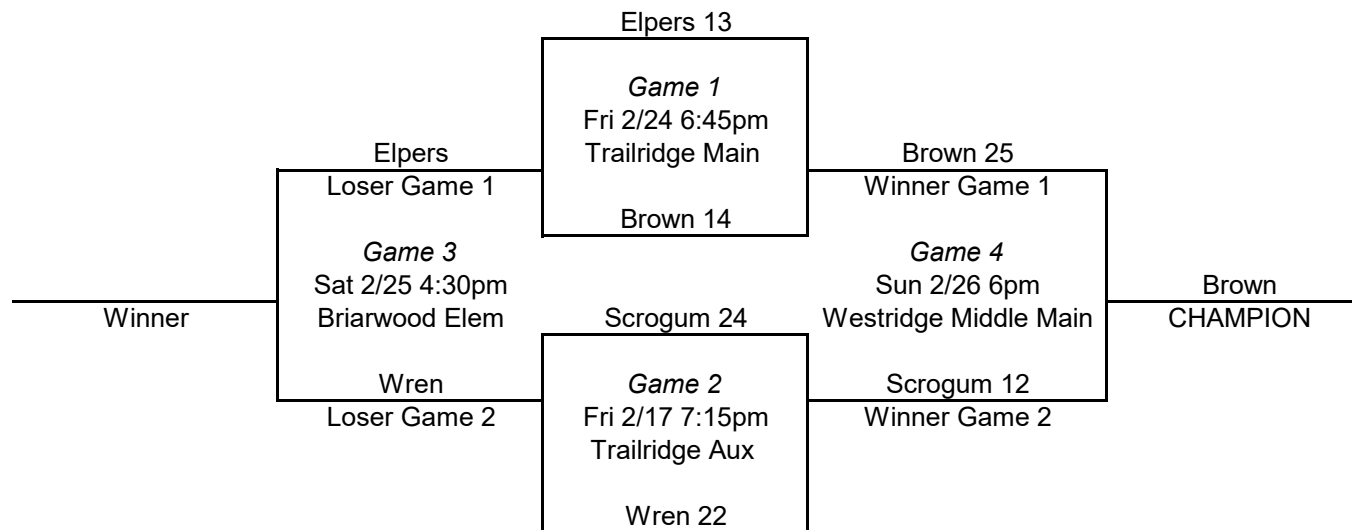 Elpers 13
Game 1
Fri 2/24 6:45pm
Elpers
Trailridge Main
Brown 25
Loser Game 1
Winner Game 1
Brown 14
Game 3
Game 4
Sat 2/25 4:30pm
Sun 2/26 6pm
Brown
Winner
Briarwood Elem
Scrogum 24
Westridge Middle Main
CHAMPION
Wren
Game 2
Scrogum 12
Loser Game 2
Fri 2/17 7:15pm
Winner Game 2
Trailridge Aux
Wren 22